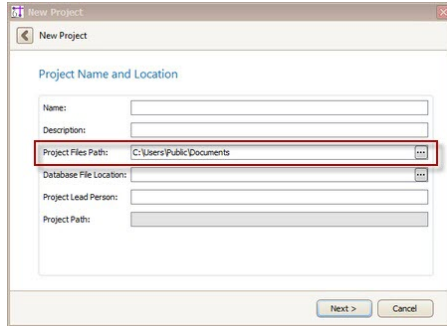 New Project
New Project
Project Name and Location
Name:
Description:
Project Files Path: C:\Users\Public\Documents
Database File Location:
Project Lead Person:
Project Path:
Next > Cancel